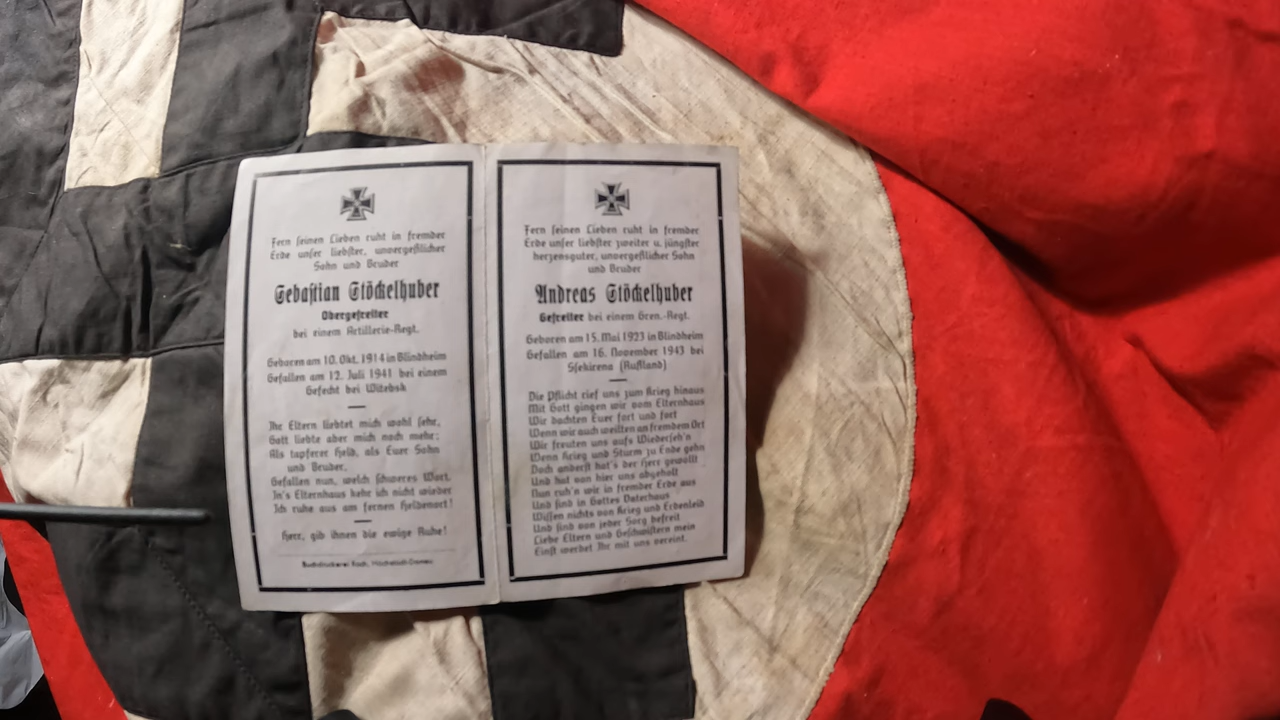 Fern seinen Lieben ruht in fremder
Erde unser liebster, unvergeßlicher
Sohn und Bruder
Sebastian Stöckelhuber
Obergefreiter
bei einem Artillerie-Regt.
Geboren am 10. Okt. 1914 in Blindheim
Gefallen am 12. Juli 1941 bei einem
Gefecht bei Witebsk
Ihr Eltern liebtet mich wohl sehr,
Gott liebte aber mich noch mehr;
Als tapferer Held, als Euer Sohn
und Bruder,
Gefallen nun, welch schweres Wort.
In's Elternhaus kehr ich nicht wieder
Ich ruhe aus am fernen Heldenort!
Herr, gib ihnen die ewige Ruhe!
Buchdruckerei Koch, Höchstädt-Donau
Fern seinen Lieben ruht in fremder
Erde unser liebster zweiter u. jüngster
herzensguter, unvergeßlicher Sohn
und Bruder
Andreas Stöckelhuber
Gefreiter bei einem Gren.-Regt.
Geboren am 15. Mai 1923 in Blindheim
Gefallen am 16. November 1943 bei
Ssekirena (Rußland)
Die Pflicht rief uns zum Krieg hinaus
Mit Gott gingen wir vom Elternhaus
Wir dachten Euer fort und fort
Wenn wir auch weilten an fremdem Ort
Wir freuten uns aufs Wiederseh'n
Wenn Krieg und Sturm zu Ende gehn
Doch anderst hat's der Herr gewollt
Und hat von hier uns abgeholt
Nun ruh'n wir in fremder Erde aus
Und sind in Gottes Vaterhaus
Wissen nichts von Krieg und Erdenleid
Und sind von jeder Sorg befreit
Liebe Eltern und Geschwistern mein
Einst werdet Ihr mit uns vereint.